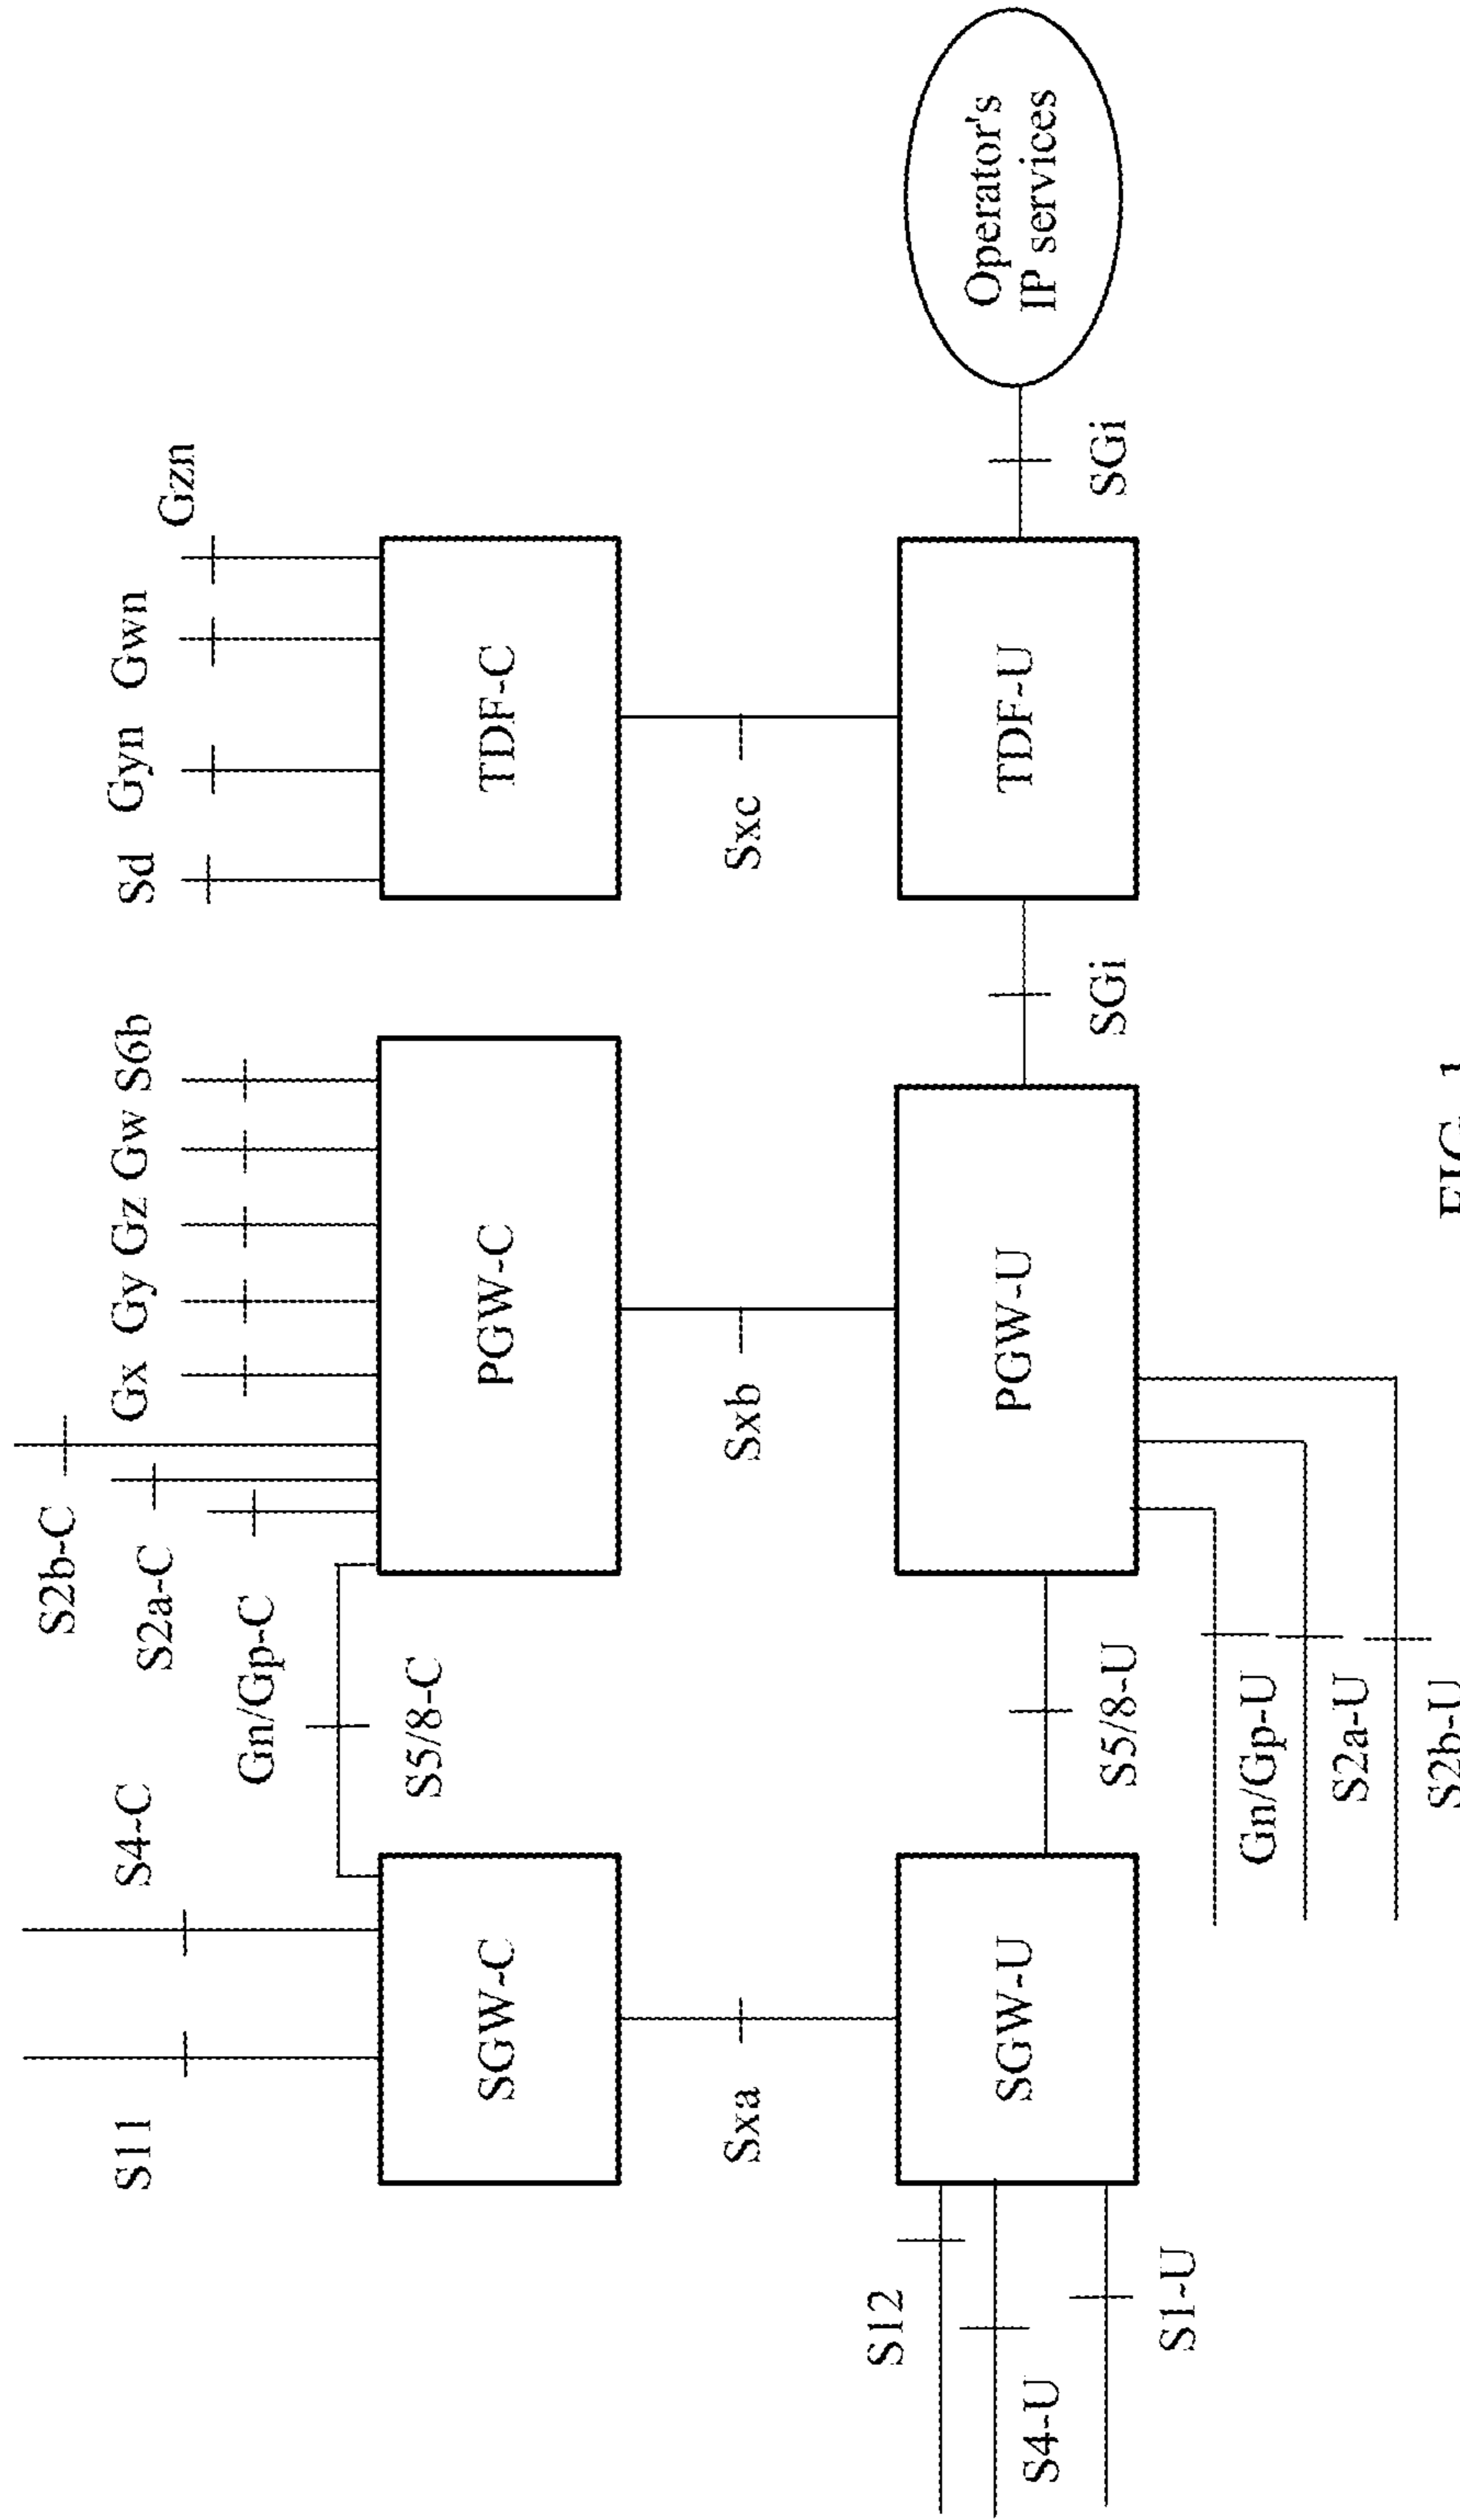 S2b-C
S11
S4-C
S2a-C
Gx
Gy
Gz
Gw
S6b
Sd
Gyn
Gwn
Gzn
Gn/Gp-C
S5/8-C
SGW-C
PGW-C
TDF-C
Sxa
Sxb
Sxc
S12
S4-U
S1-U
SGW-U
S5/8-U
PGW-U
SGi
TDF-U
SGi
Operator's
IP services
Gn/Gp-U
S2a-U
S2b-U
FIG. 1